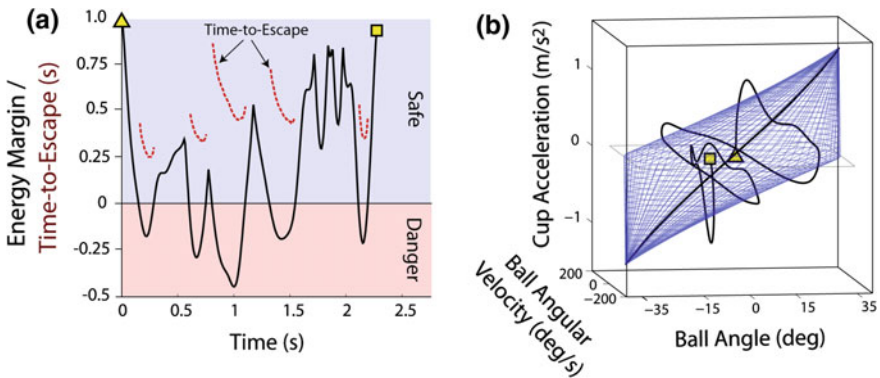 (a)
Energy Margin /
Time-to-Escape (s)
1.0
0.75
0.5
0.25
0
-0.25
-0.5
Time-to-Escape
Safe
Danger
0
0.5
1
1.5
2
2.5
Time (s)
(b)
Cup Acceleration (m/s²)
1
0
−1
Ball Angular
Velocity (deg/s)
200
0
−200
−35
−15
0
15
35
Ball Angle (deg)